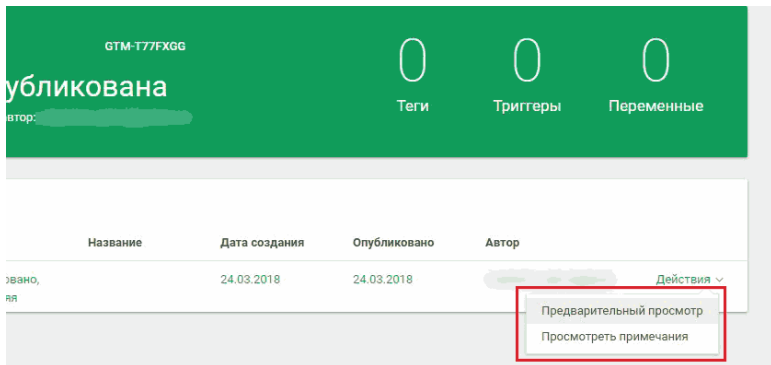 GTM-T77FXGG
убликована
втор:
0 0 0
Теги Триггеры Переменные
Название Дата создания Опубликовано Автор
овано, 24.03.2018 24.03.2018 Действия
яя
Предварительный просмотр
Просмотреть примечания